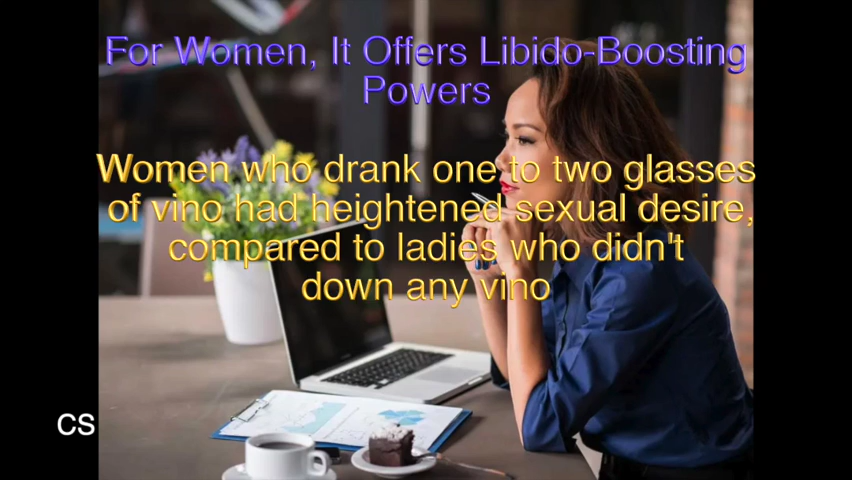 For Women, It Offers Libido-Boosting
Powers
Women who drank one to two glasses
of vino had heightened sexual desire,
compared to ladies who didn't
down any vino
CS